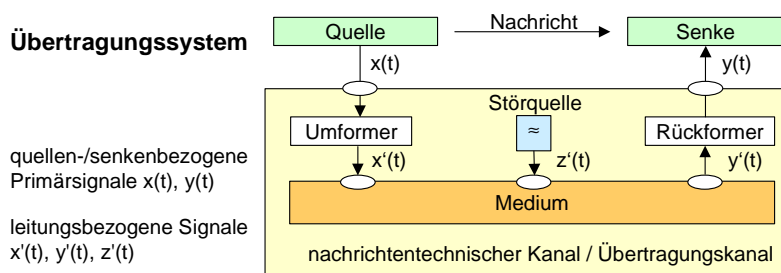 Quelle
Nachricht
Senke
Übertragungssystem
x(t)
y(t)
Störquelle
Umformer
≈
Rückformer
quellen-/senkenbezogene
Primärsignale x(t), y(t)
x‘(t)
z‘(t)
y‘(t)
Medium
leitungsbezogene Signale
x'(t), y'(t), z'(t)
nachrichtentechnischer Kanal / Übertragungskanal